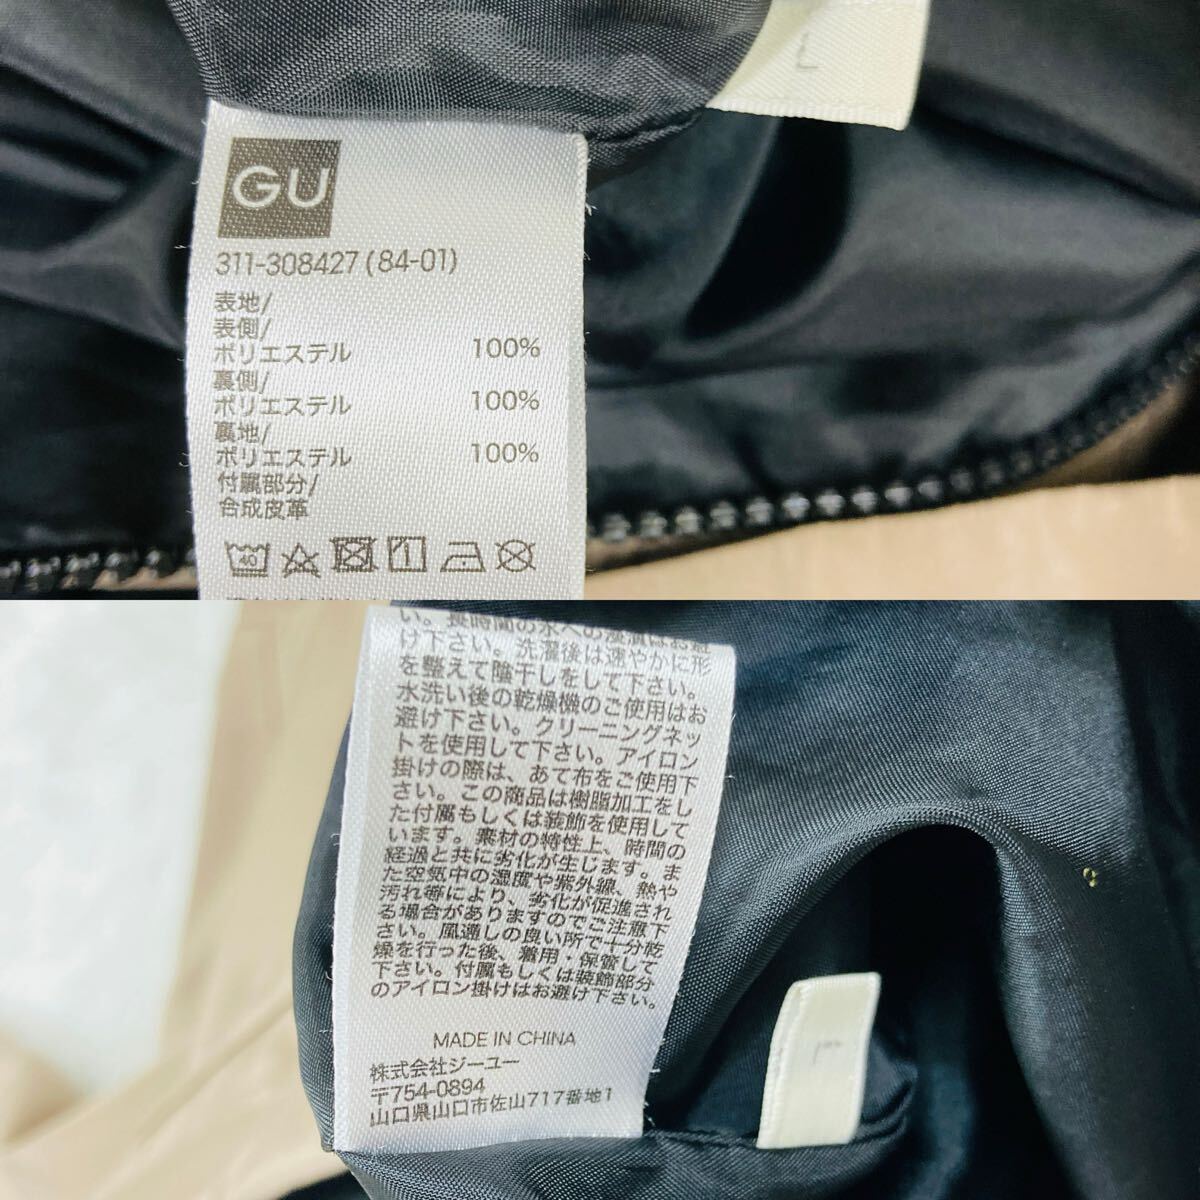 L
GU
311-308427 (84-01)
表地/
表側/
ポリエステル 100%
裏側/
ポリエステル 100%
裏地/
ポリエステル 100%
付属部分/
合成皮革
40
い。長時間の水への浸漬はお避
け下さい。洗濯後は速やかに形
を整えて陰干しをして下さい。
水洗い後の乾燥機のご使用はお
避け下さい。クリーニングネッ
トを使用して下さい。アイロン
掛けの際は、あて布をご使用下
さい。この商品は樹脂加工をし
た付属もしくは装飾を使用して
います。素材の特性上、時間の
経過と共に劣化が生じます。ま
た空気中の湿度や紫外線、熱や
汚れ等により、劣化が促進され
る場合がありますのでご注意下
さい。風通しの良い所で十分乾
燥を行った後、着用・保管して
下さい。付属もしくは装飾部分
のアイロン掛けはお避け下さい。
MADE IN CHINA
株式会社ジーユー
〒754-0894
山口県山口市佐山717番地1